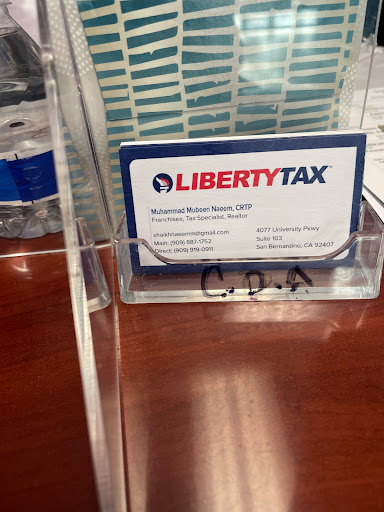 LIBERTYTAX
Muhammad Mubeen Naeem, CRTP
Franchisee, Tax Specialist, Realtor
shaikhnaeemm@gmail.com
Main: (909) 887-1752
Direct: (909) 919-0911
4077 University Pkwy
Suite 103
San Bernardino, CA 92407
C.D.A